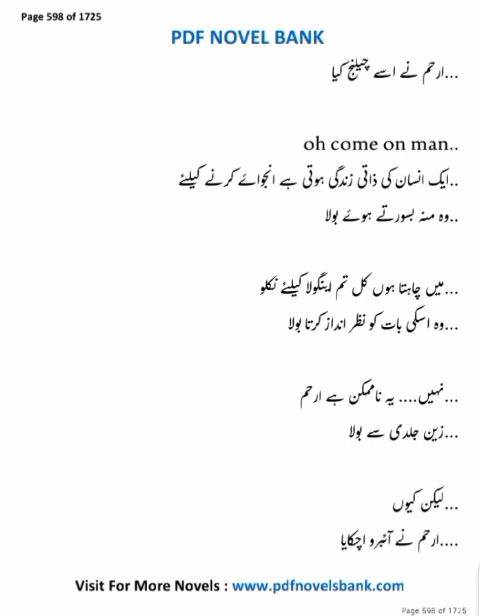 Page 598 of 1725
PDF NOVEL BANK
ارحم نے اسے چیلنج کیا...
oh come on man..
ایک انسان کی ذاتی زندگی ہوتی ہے انجوائے کرنے کیلئے..
وہ منہ بسورتے ہوئے بولا..
میں چاہتا ہوں کل تم اینگولا کیلئے نکلو...
وہ اسکی بات کو نظر انداز کرتا بولا...
نہیں.... یہ ناممکن ہے ارحم...
زین جلدی سے بولا...
لیکن کیوں...
ارحم نے آئبرو اچکایا....
Visit For More Novels : www.pdfnovelsbank.com
Page 598 of 1725